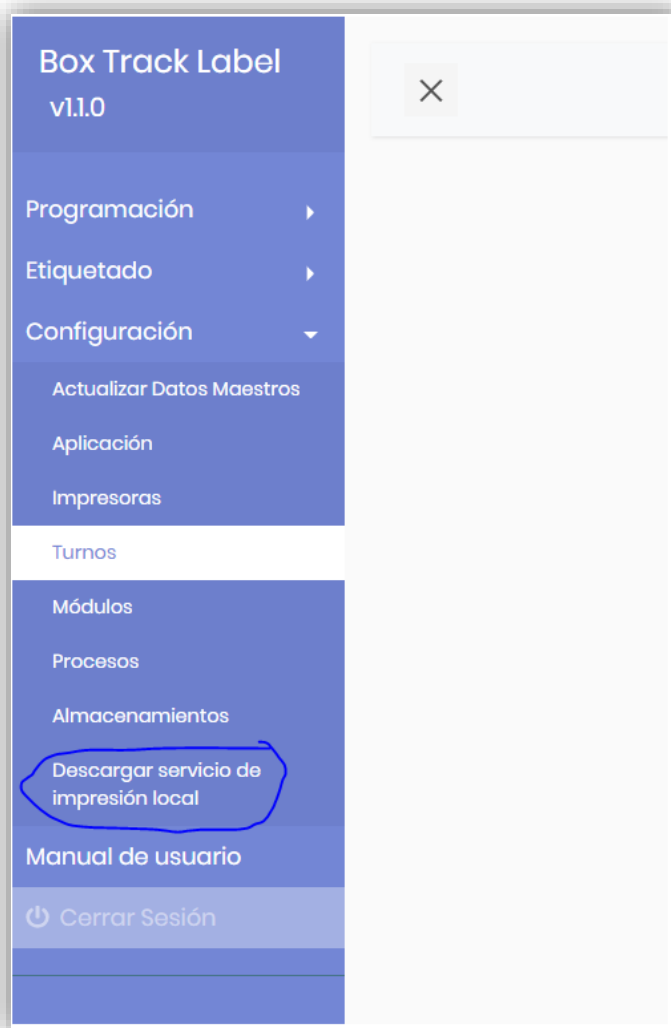 Box Track Label
v1.1.0
Programación
Etiquetado
Configuración
Actualizar Datos Maestros
Aplicación
Impresoras
Turnos
Módulos
Procesos
Almacenamientos
Descargar servicio de
impresión local
Manual de usuario
Cerrar Sesión